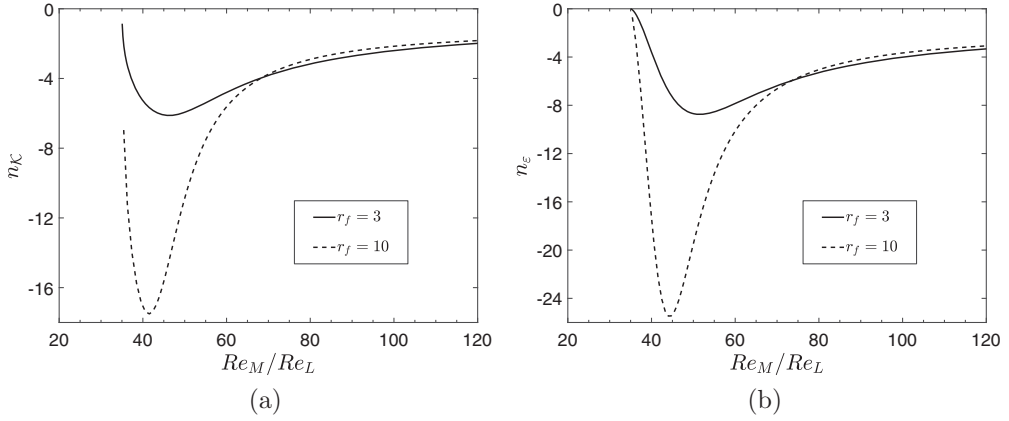 0
-4
-8
-12
-16
n𝒦
r_f = 3
r_f = 10
20 40 60 80 100 120
Re_M/Re_L
(a)
0
-4
-8
-12
-16
-20
-24
n_ε
r_f = 3
r_f = 10
20 40 60 80 100 120
Re_M/Re_L
(b)